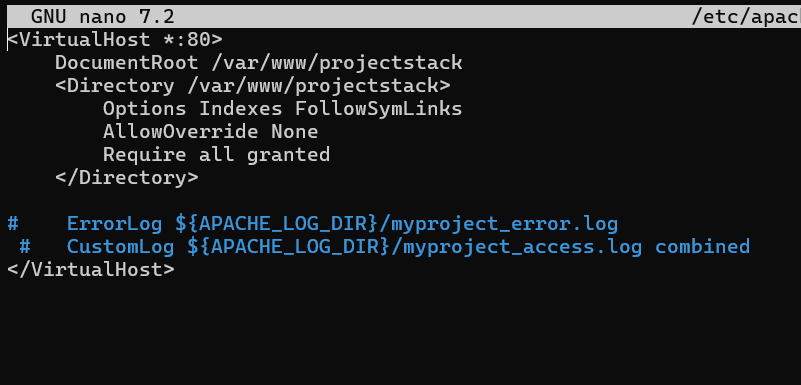 GNU nano 7.2 /etc/apac
<VirtualHost *:80>
    DocumentRoot /var/www/projectstack
    <Directory /var/www/projectstack>
        Options Indexes FollowSymLinks
        AllowOverride None
        Require all granted
    </Directory>
#    ErrorLog ${APACHE_LOG_DIR}/myproject_error.log
 #   CustomLog ${APACHE_LOG_DIR}/myproject_access.log combined
</VirtualHost>